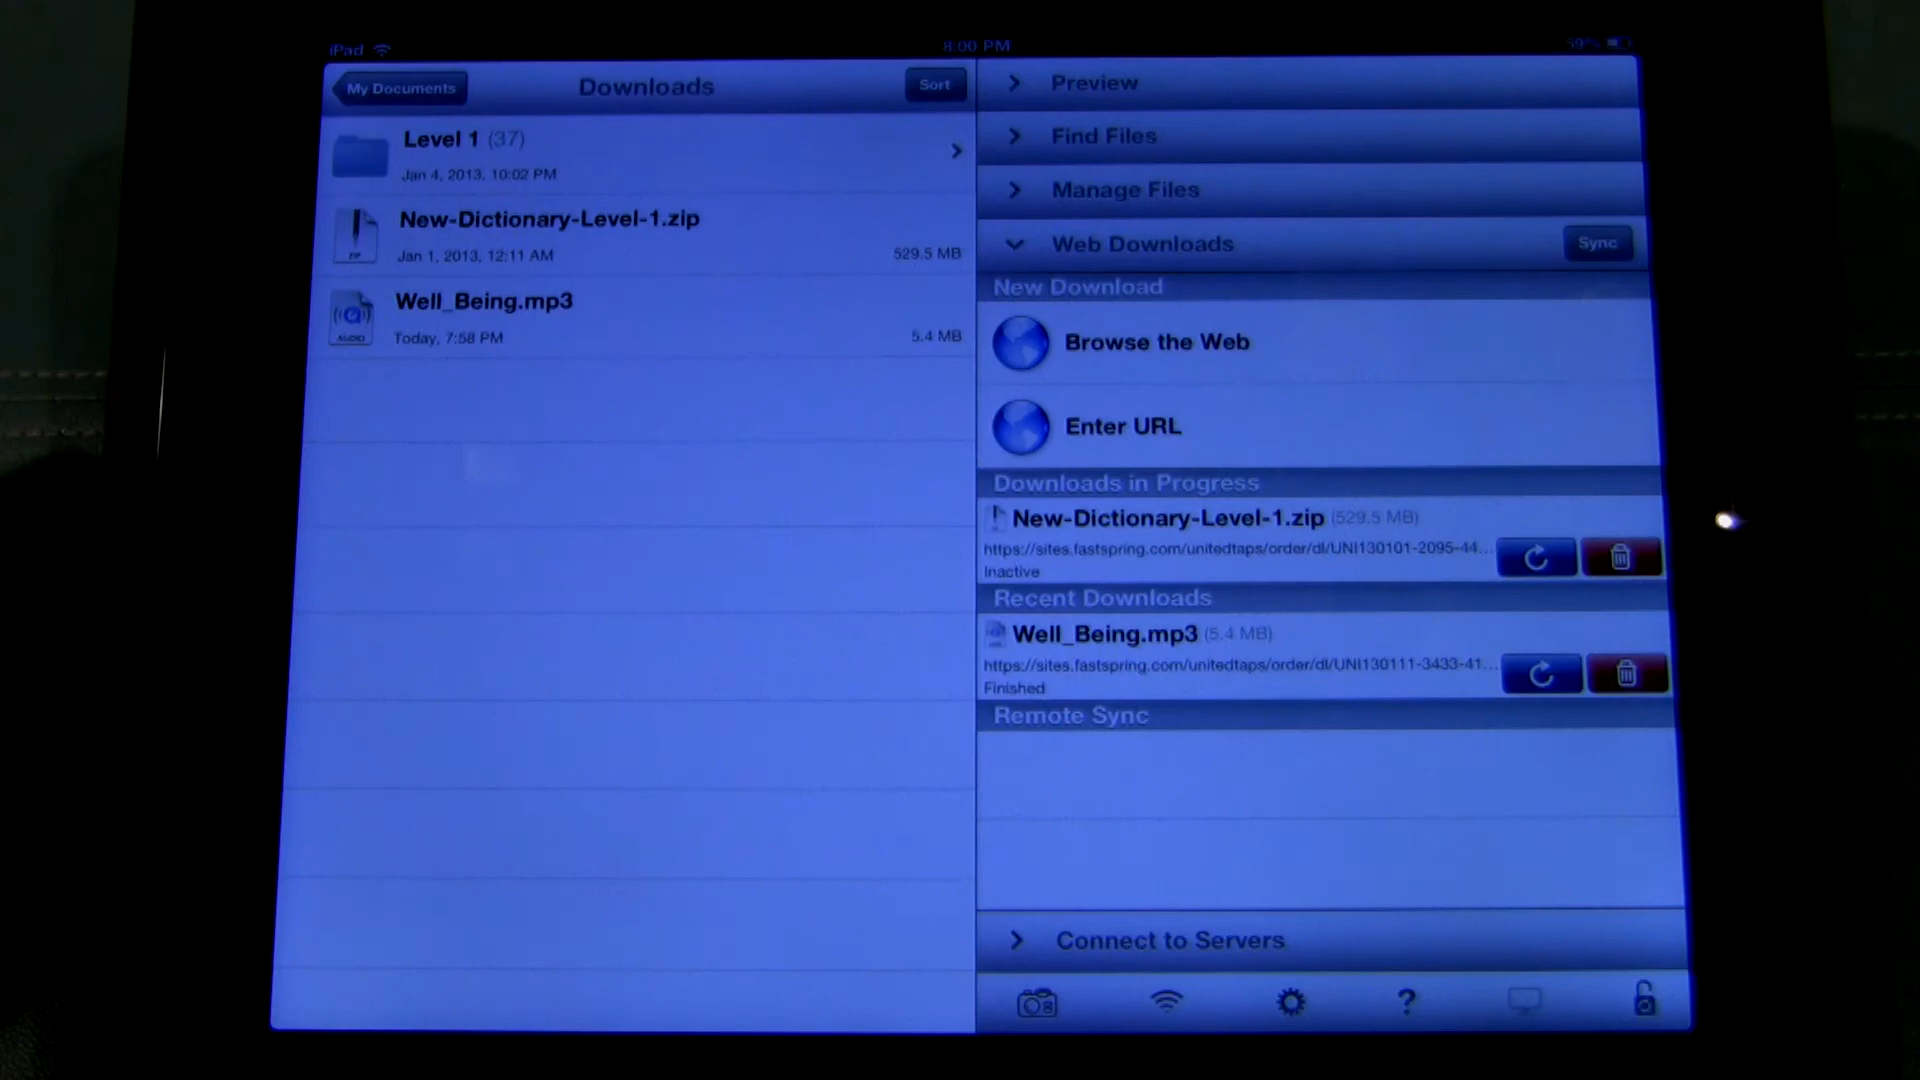 iPad
8:00 PM
59%
My Documents
Downloads
Sort
Level 1 (37)
Jan 4, 2013, 10:02 PM
New-Dictionary-Level-1.zip
Jan 1, 2013, 12:11 AM
529.5 MB
ZIP
Well_Being.mp3
Today, 7:58 PM
5.4 MB
AUDIO
Preview
Find Files
Manage Files
Web Downloads
Sync
New Download
Browse the Web
Enter URL
Downloads in Progress
New-Dictionary-Level-1.zip (529.5 MB)
https://sites.fastspring.com/unitedtaps/order/dl/UNI130101-2095-44...
Inactive
Recent Downloads
Well_Being.mp3 (5.4 MB)
https://sites.fastspring.com/unitedtaps/order/dl/UNI130111-3433-41...
Finished
Remote Sync
Connect to Servers
?